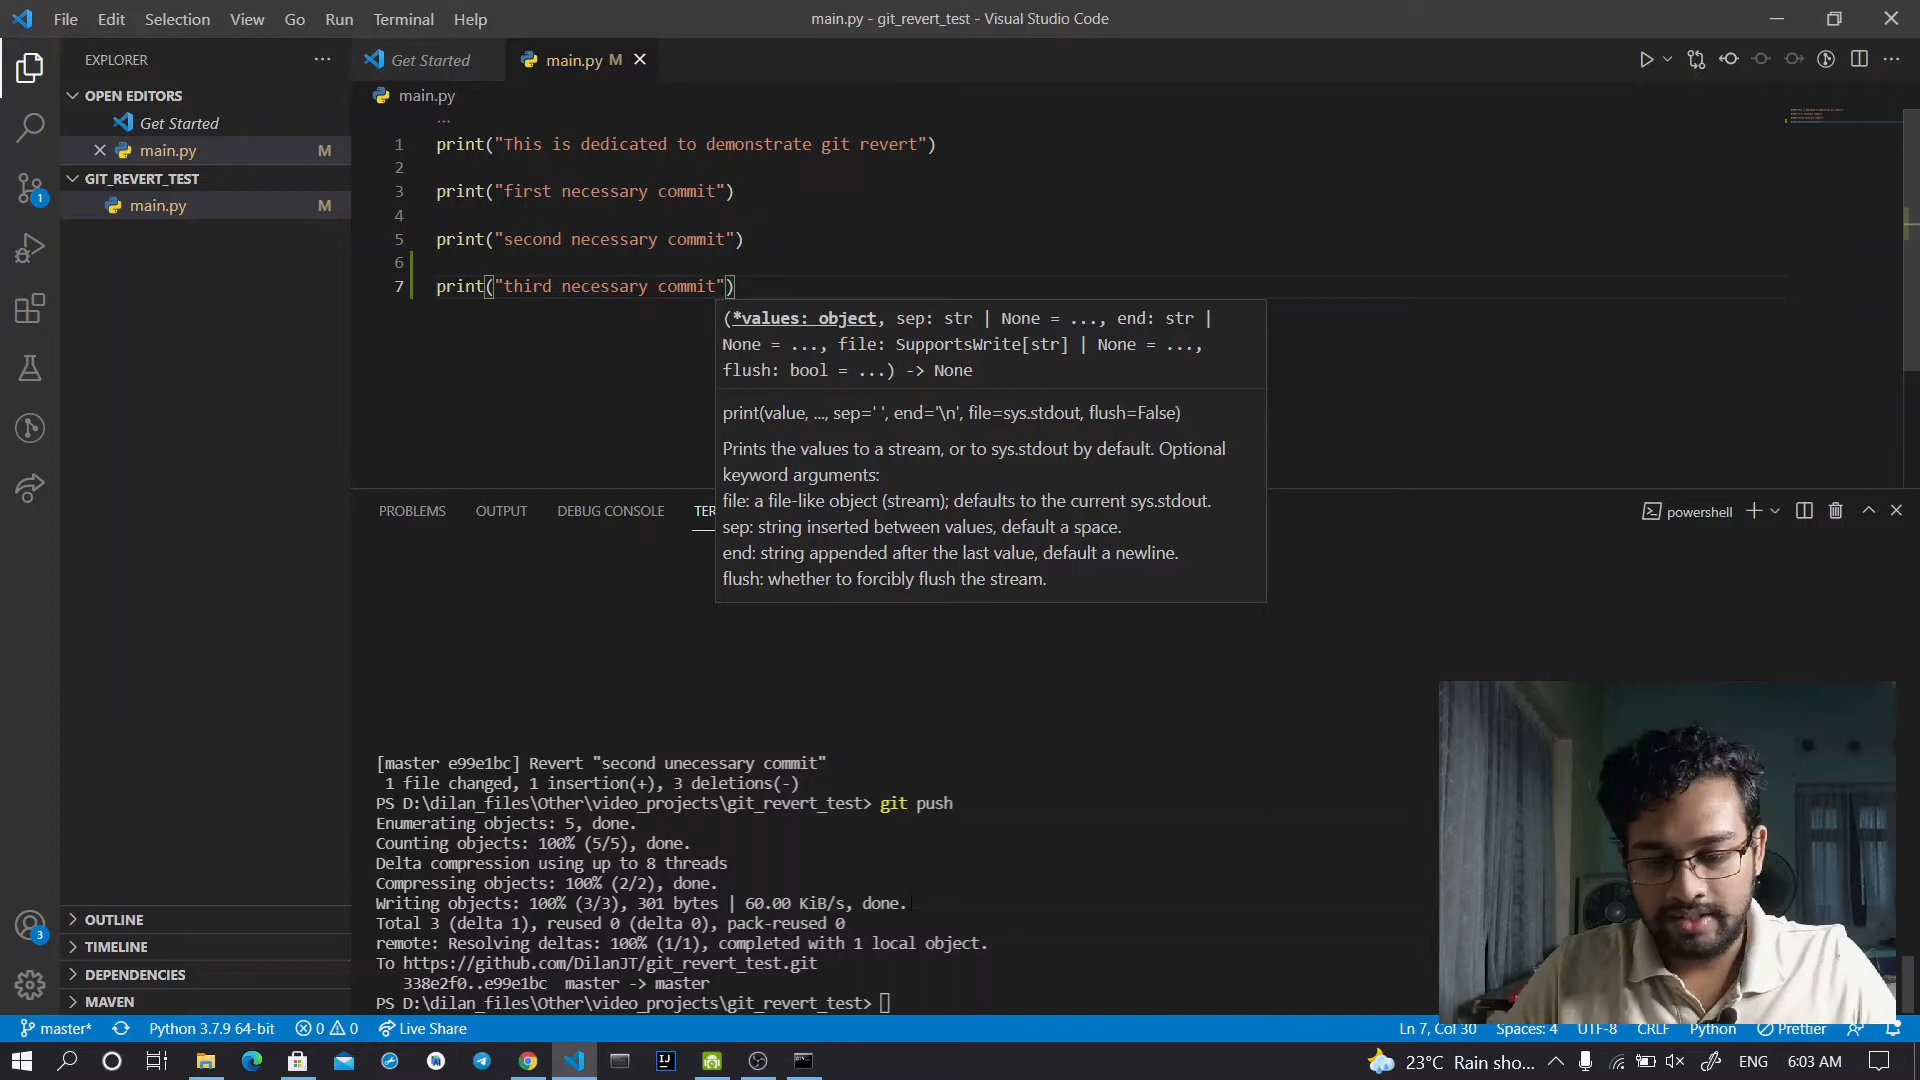 File Edit Selection View Go Run Terminal Help
main.py - git_revert_test - Visual Studio Code
EXPLORER
OPEN EDITORS
Get Started
main.py M
GIT_REVERT_TEST
main.py M
1
3
OUTLINE
TIMELINE
DEPENDENCIES
MAVEN
Get Started
main.py M
main.py
...
1 print("This is dedicated to demonstrate git revert")
2
3 print("first necessary commit")
4
5 print("second necessary commit")
6
7 print("third necessary commit")
(*values: object, sep: str | None = ..., end: str |
None = ..., file: SupportsWrite[str] | None = ...,
flush: bool = ...) -> None
print(value, ..., sep=' ', end='\n', file=sys.stdout, flush=False)
Prints the values to a stream, or to sys.stdout by default. Optional
keyword arguments:
file: a file-like object (stream); defaults to the current sys.stdout.
sep: string inserted between values, default a space.
end: string appended after the last value, default a newline.
flush: whether to forcibly flush the stream.
PROBLEMS OUTPUT DEBUG CONSOLE TER
powershell
[master e99e1bc] Revert "second unecessary commit"
1 file changed, 1 insertion(+), 3 deletions(-)
PS D:\dilan_files\Other\video_projects\git_revert_test> git push
Enumerating objects: 5, done.
Counting objects: 100% (5/5), done.
Delta compression using up to 8 threads
Compressing objects: 100% (2/2), done.
Writing objects: 100% (3/3), 301 bytes | 60.00 KiB/s, done.
Total 3 (delta 1), reused 0 (delta 0), pack-reused 0
remote: Resolving deltas: 100% (1/1), completed with 1 local object.
To https://github.com/DilanJT/git_revert_test.git
338e2f0..e99e1bc master -> master
PS D:\dilan_files\Other\video_projects\git_revert_test>
master* Python 3.7.9 64-bit 0 0 Live Share
Ln 7, Col 30 Spaces: 4 UTF-8 CRLF Python Prettier
23°C Rain sho... ENG 6:03 AM